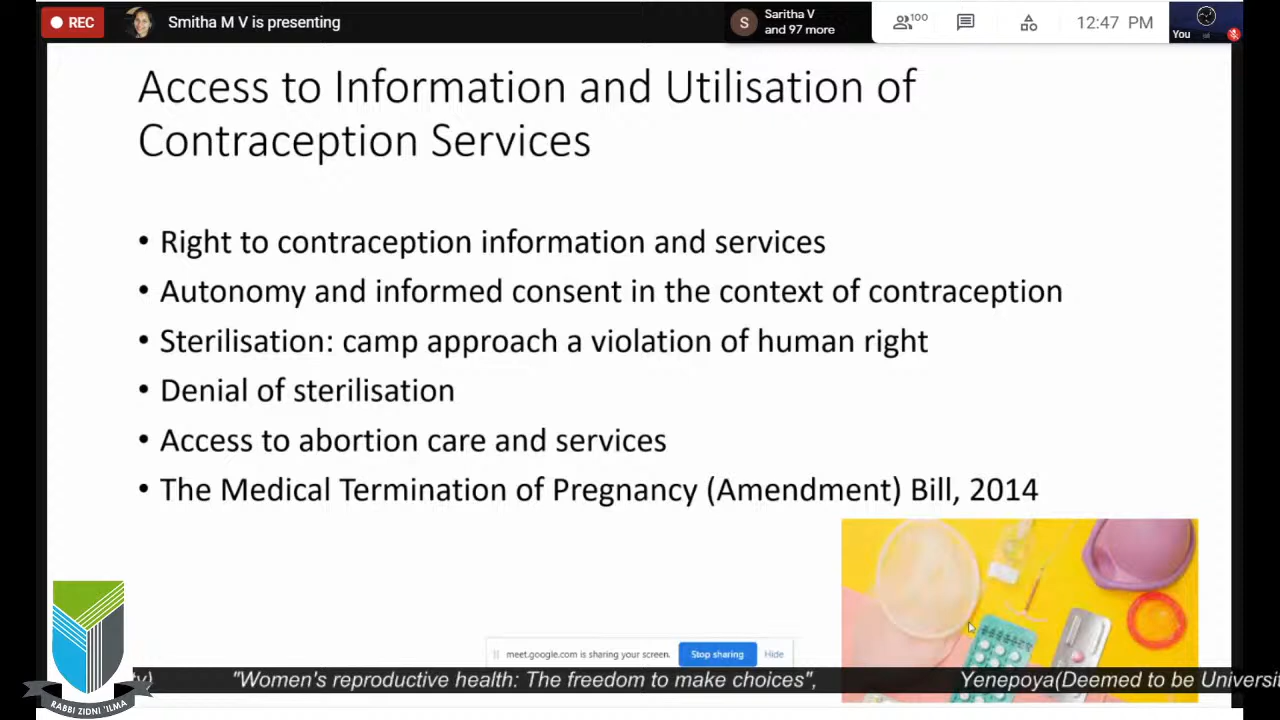 REC
Smitha M V is presenting
S
Saritha V
and 97 more
100
12:47 PM
You
Access to Information and Utilisation of
Contraception Services
• Right to contraception information and services
• Autonomy and informed consent in the context of contraception
• Sterilisation: camp approach a violation of human right
• Denial of sterilisation
• Access to abortion care and services
• The Medical Termination of Pregnancy (Amendment) Bill, 2014
meet.google.com is sharing your screen.
Stop sharing
Hide
ty)
"Women's reproductive health: The freedom to make choices",
Yenepoya(Deemed to be Universi
RABBI ZIDNI 'ILMA